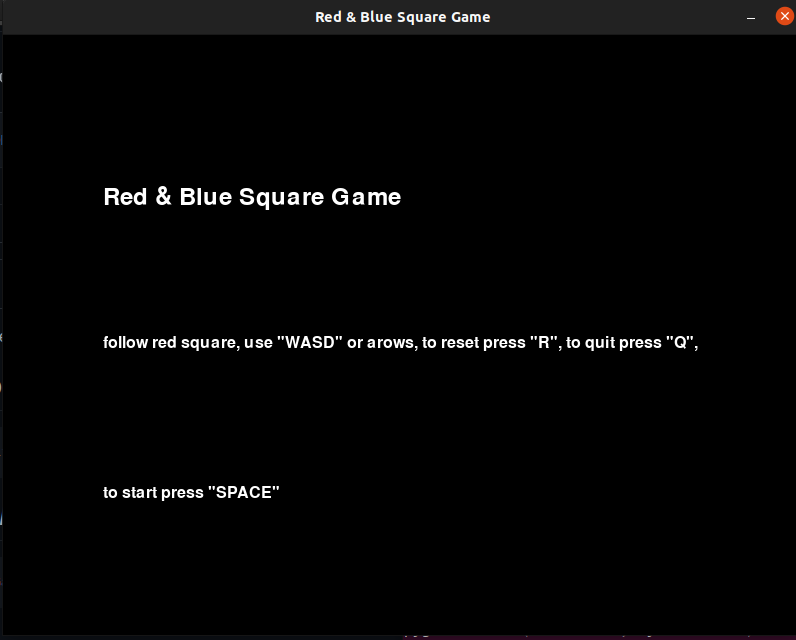 Red & Blue Square Game
Red & Blue Square Game
follow red square, use "WASD" or arows, to reset press "R", to quit press "Q",
to start press "SPACE"